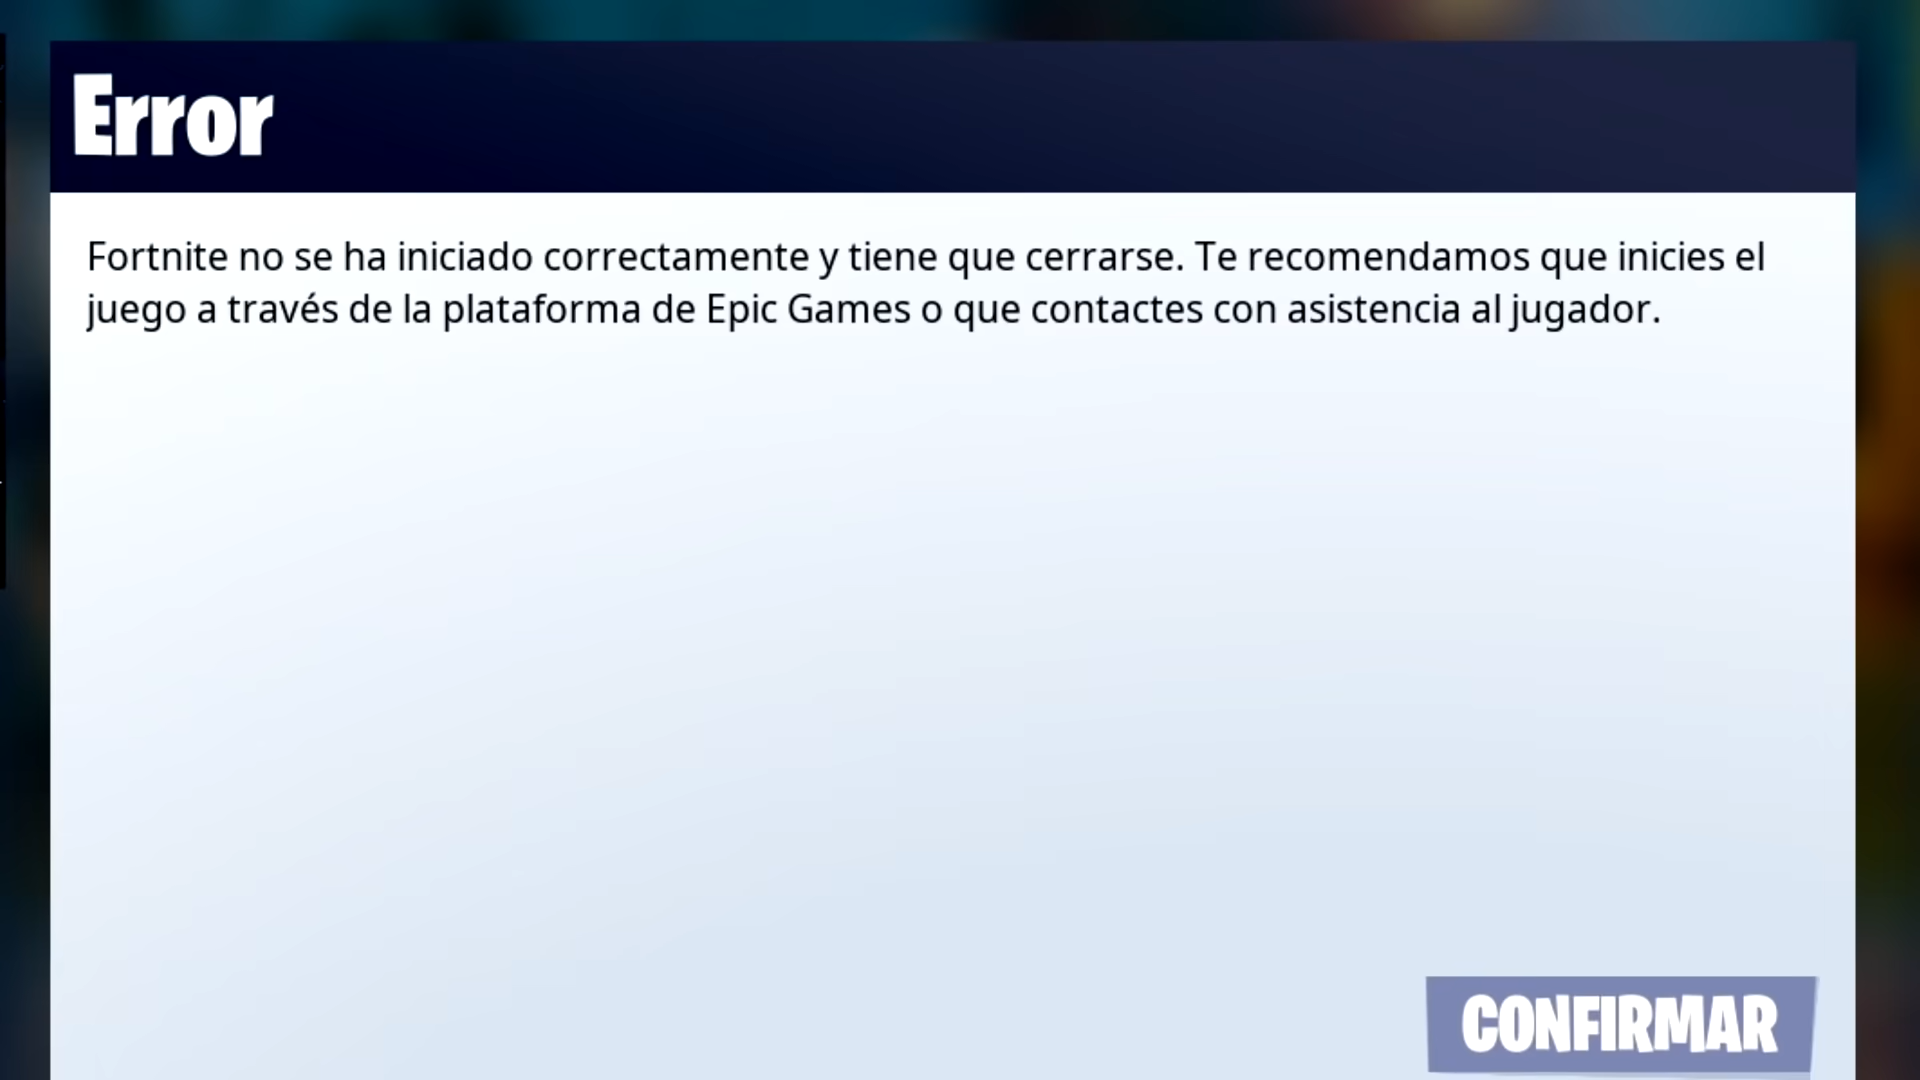 Error
Fortnite no se ha iniciado correctamente y tiene que cerrarse. Te recomendamos que inicies el
juego a través de la plataforma de Epic Games o que contactes con asistencia al jugador.
CONFIRMAR